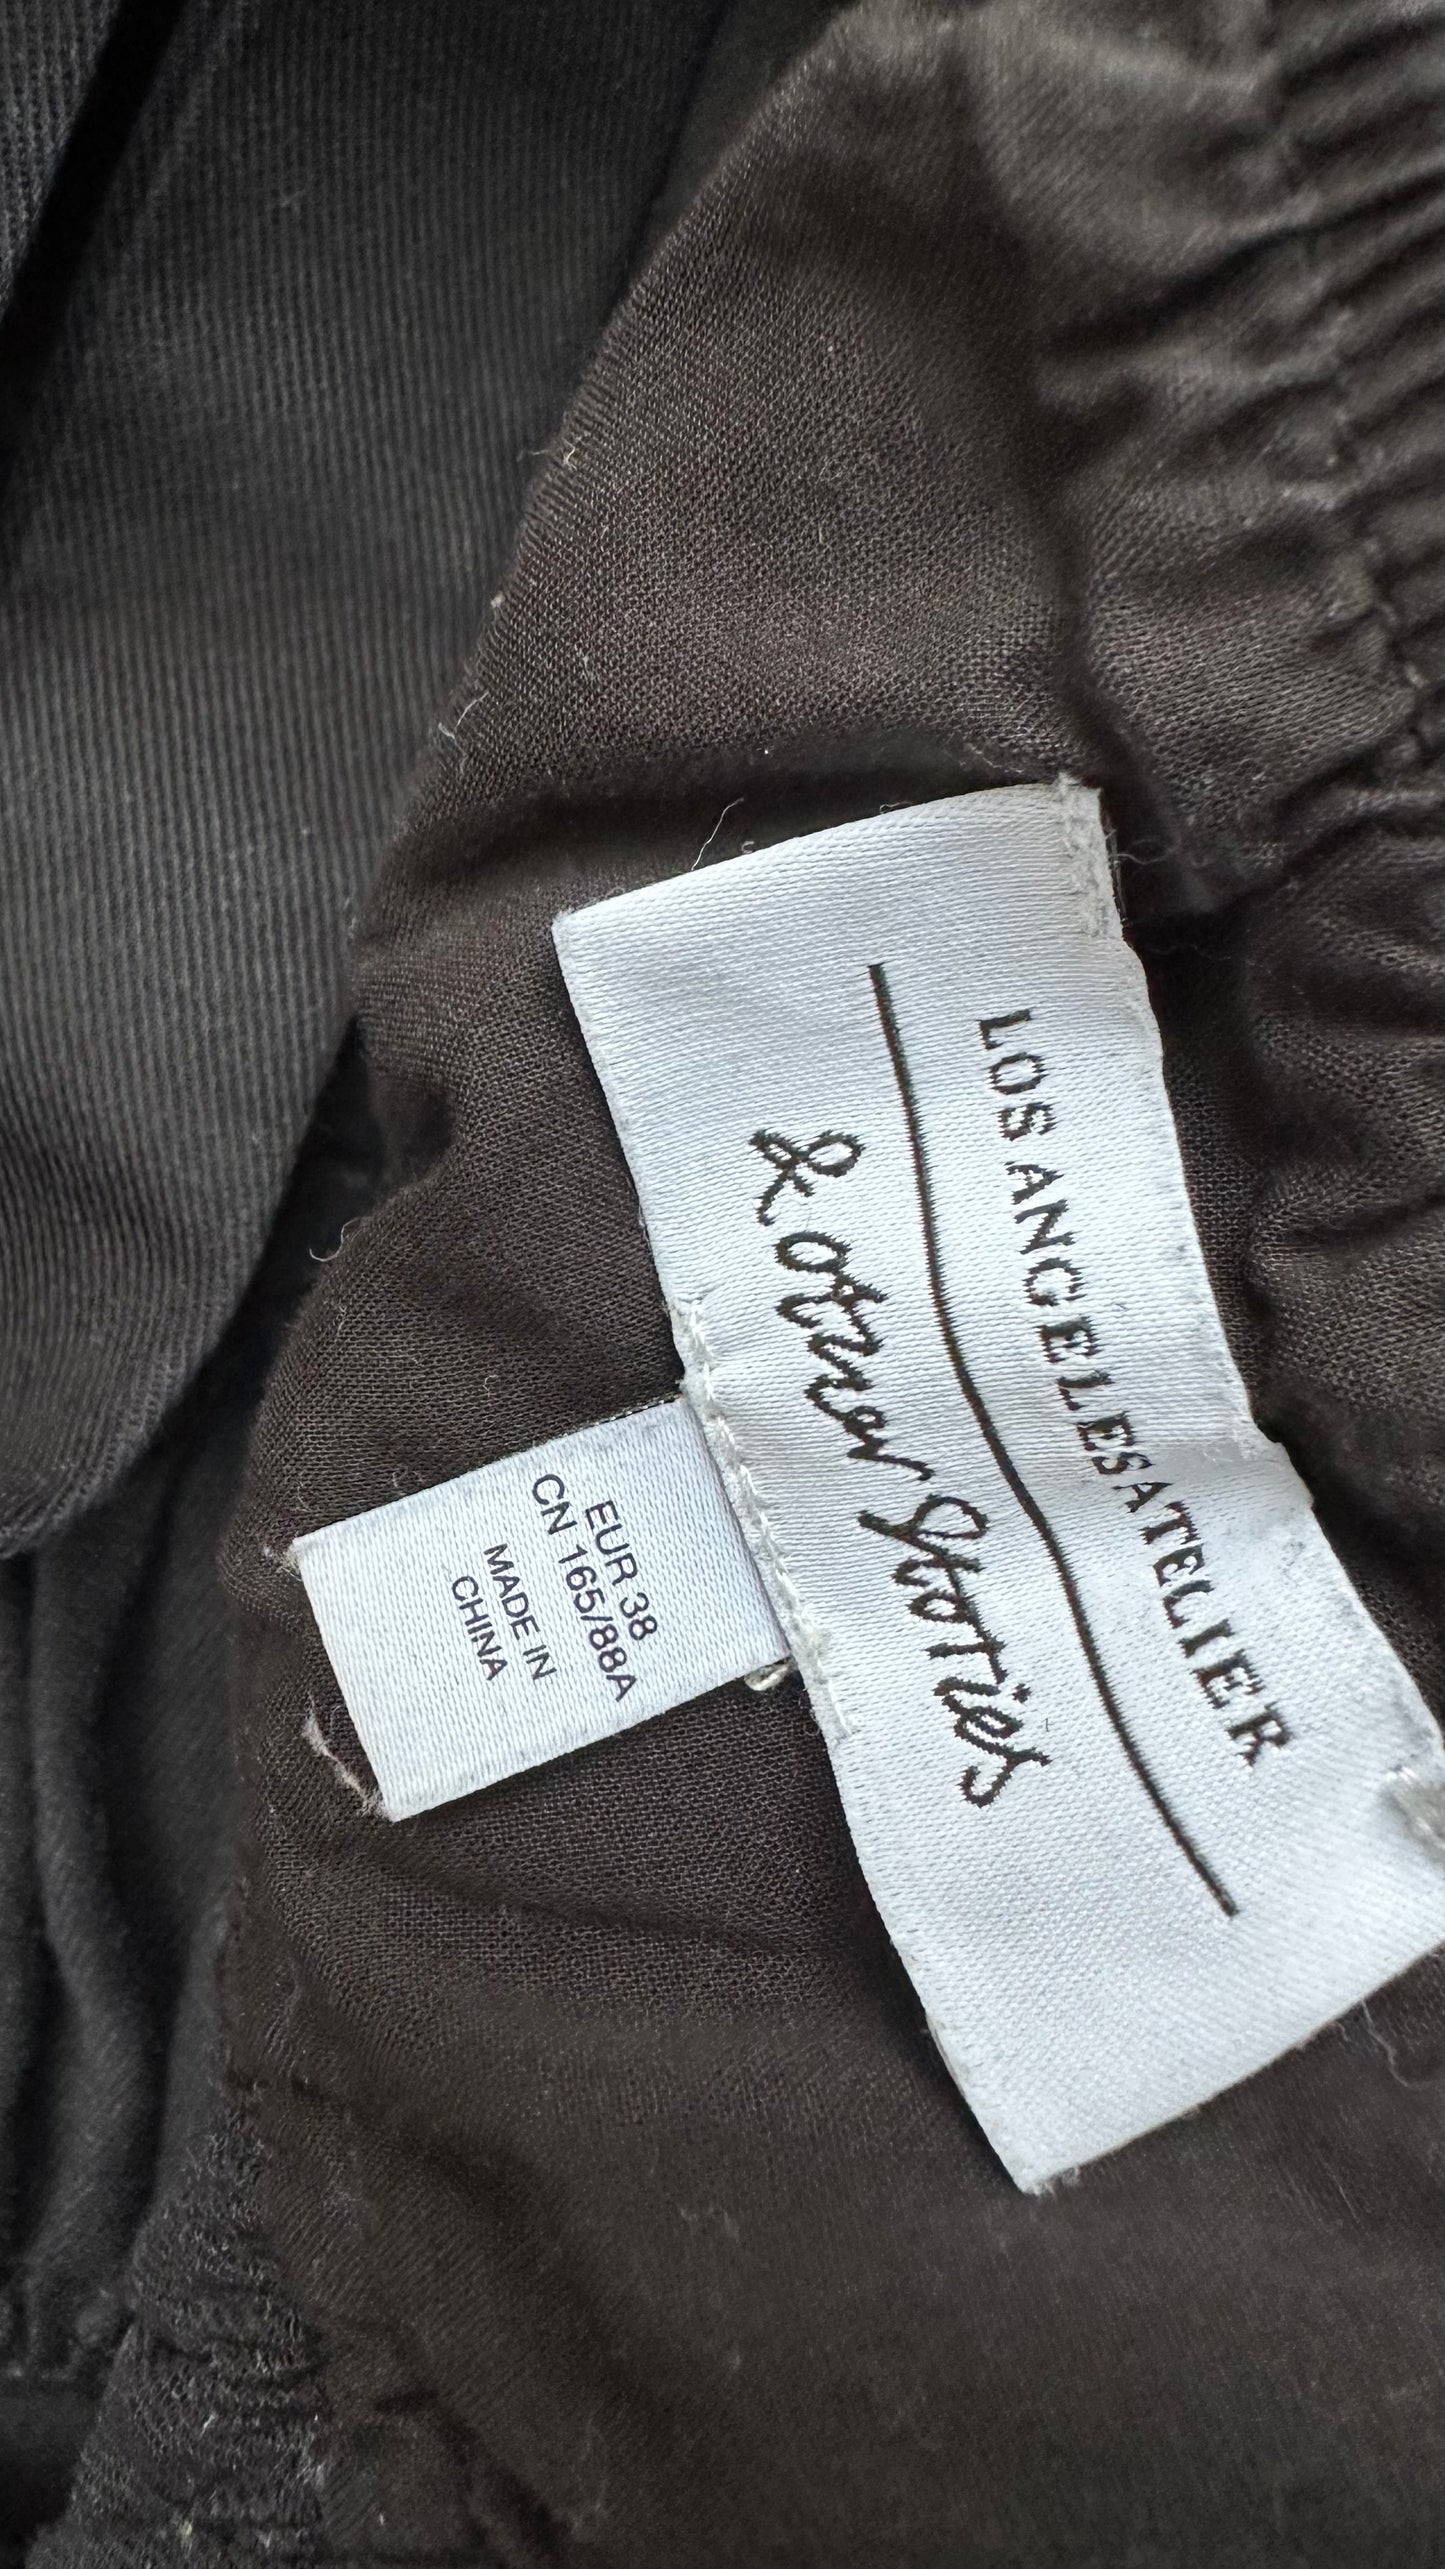 LOS ANGELES ATELIER
& other Stories
EUR 38
CN 165/88A
MADE IN
CHINA